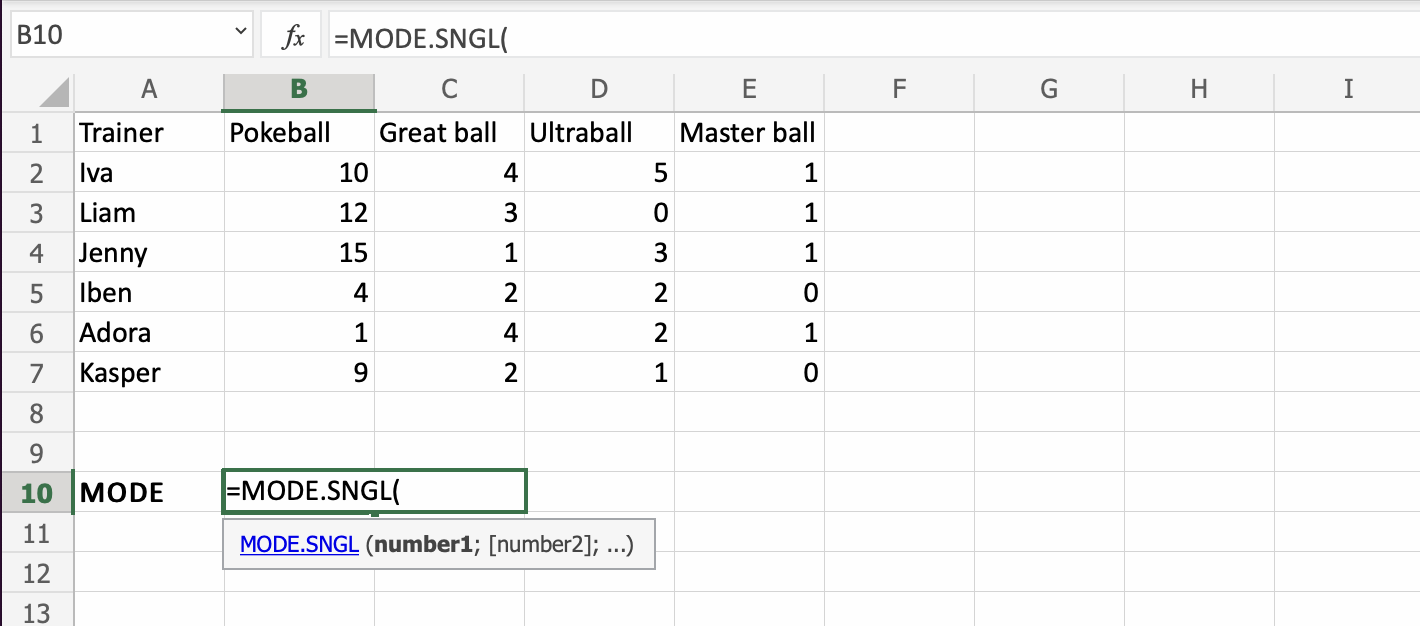 B10 fx =MODE.SNGL(
A B C D E F G H I
1 Trainer Pokeball Great ball Ultraball Master ball
2 Iva 10 4 5 1
3 Liam 12 3 0 1
4 Jenny 15 1 3 1
5 Iben 4 2 2 0
6 Adora 1 4 2 1
7 Kasper 9 2 1 0
8
9
10 MODE =MODE.SNGL(
11 MODE.SNGL (number1; [number2]; ...)
12
13